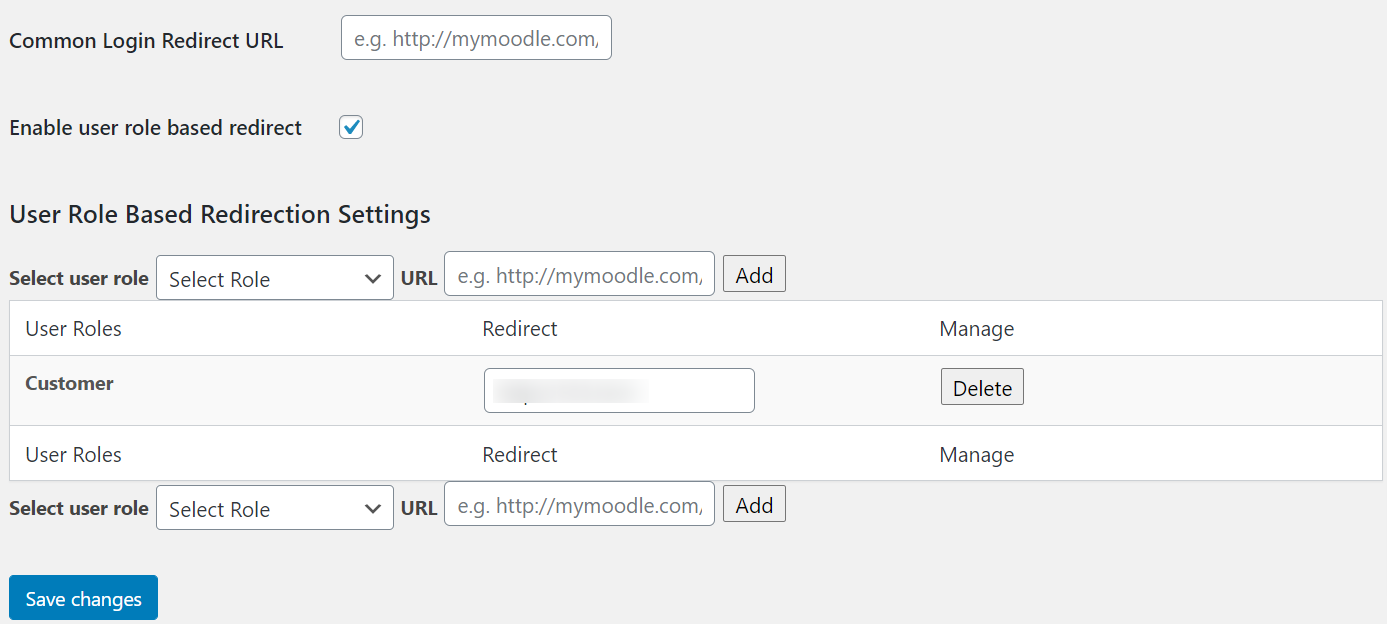 Common Login Redirect URL e.g. http://mymoodle.com/
Enable user role based redirect
User Role Based Redirection Settings
Select user role Select Role URL e.g. http://mymoodle.com/ Add
User Roles Redirect Manage
Customer Delete
User Roles Redirect Manage
Select user role Select Role URL e.g. http://mymoodle.com/ Add
Save changes